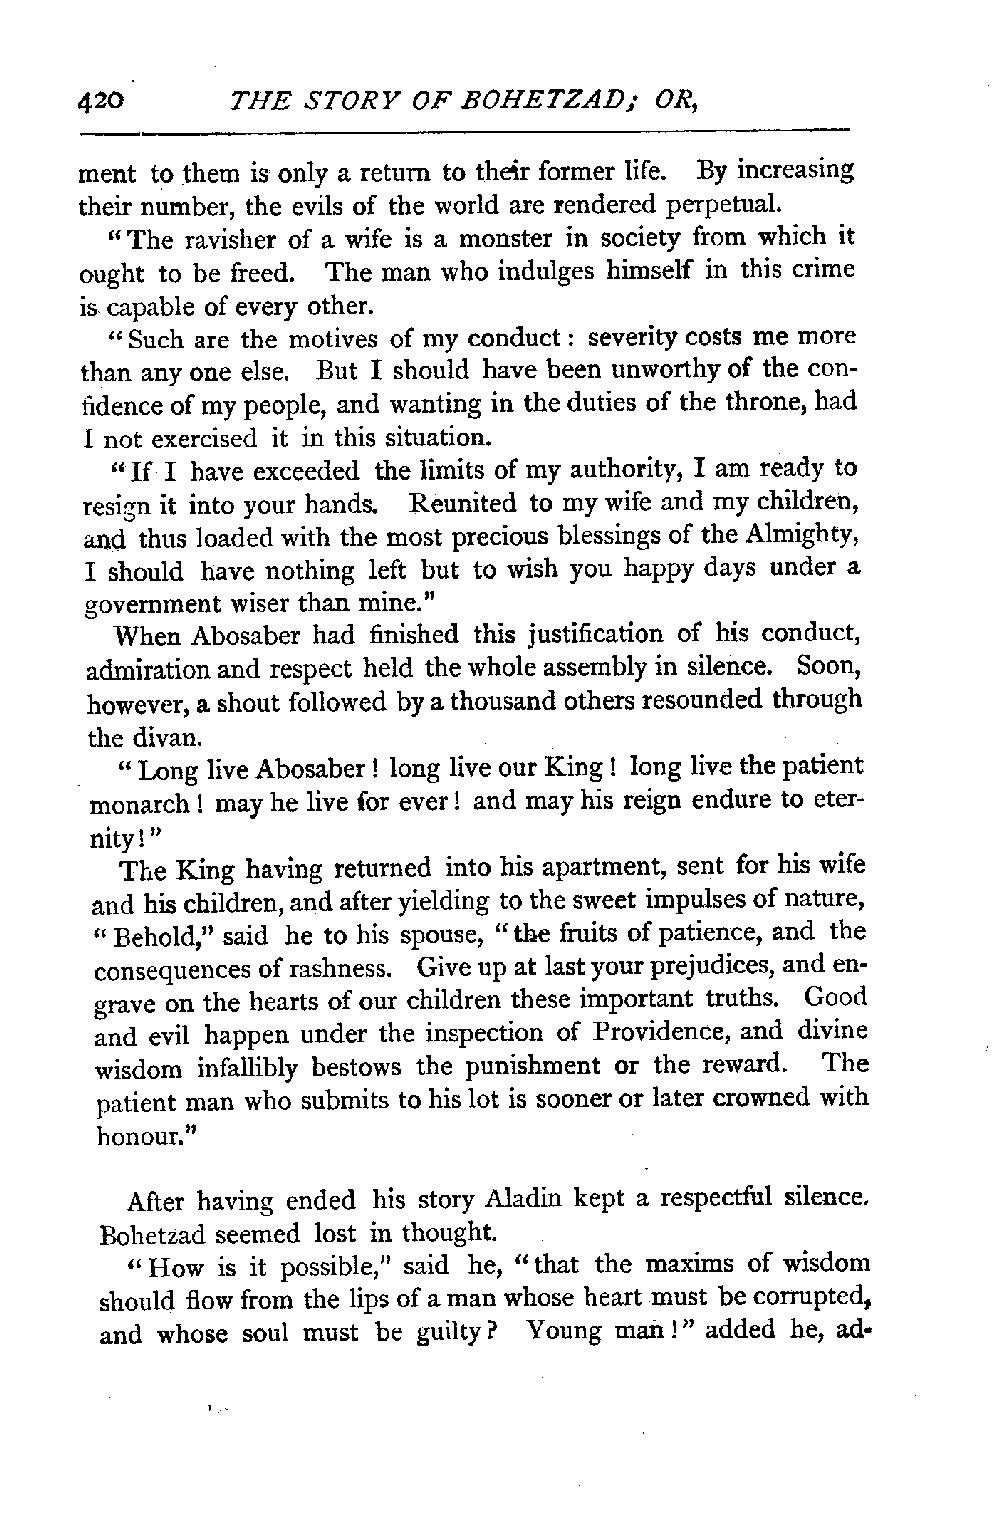 420 THE STORY OF BOHETZAD; OR,
ment to them is only a return to their former life. By increasing
their number, the evils of the world are rendered perpetual.
"The ravisher of a wife is a monster in society from which it
ought to be freed. The man who indulges himself in this crime
is capable of every other.
"Such are the motives of my conduct: severity costs me more
than any one else. But I should have been unworthy of the con-
fidence of my people, and wanting in the duties of the throne, had
I not exercised it in this situation.
"If I have exceeded the limits of my authority, I am ready to
resign it into your hands. Reunited to my wife and my children,
and thus loaded with the most precious blessings of the Almighty,
I should have nothing left but to wish you happy days under a
government wiser than mine."
When Abosaber had finished this justification of his conduct,
admiration and respect held the whole assembly in silence. Soon,
however, a shout followed by a thousand others resounded through
the divan.
"Long live Abosaber! long live our King! long live the patient
monarch! may he live for ever! and may his reign endure to eter-
nity!"
The King having returned into his apartment, sent for his wife
and his children, and after yielding to the sweet impulses of nature,
"Behold," said he to his spouse, "the fruits of patience, and the
consequences of rashness. Give up at last your prejudices, and en-
grave on the hearts of our children these important truths. Good
and evil happen under the inspection of Providence, and divine
wisdom infallibly bestows the punishment or the reward. The
patient man who submits to his lot is sooner or later crowned with
honour."
After having ended his story Aladin kept a respectful silence.
Bohetzad seemed lost in thought.
"How is it possible," said he, "that the maxims of wisdom
should flow from the lips of a man whose heart must be corrupted,
and whose soul must be guilty? Young man!" added he, ad-